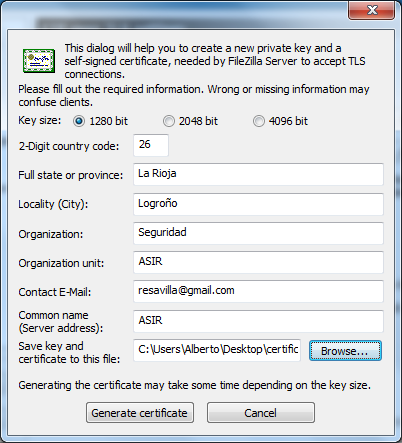 This dialog will help you to create a new private key and a
self-signed certificate, needed by FileZilla Server to accept TLS
connections.
Please fill out the required information. Wrong or missing information may
confuse clients.
Key size: 1280 bit 2048 bit 4096 bit
2-Digit country code: 26
Full state or province: La Rioja
Locality (City): Logroño
Organization: Seguridad
Organization unit: ASIR
Contact E-Mail: resavilla@gmail.com
Common name
(Server address): ASIR
Save key and
certificate to this file: C:\Users\Alberto\Desktop\certific Browse...
Generating the certificate may take some time depending on the key size.
Generate certificate Cancel